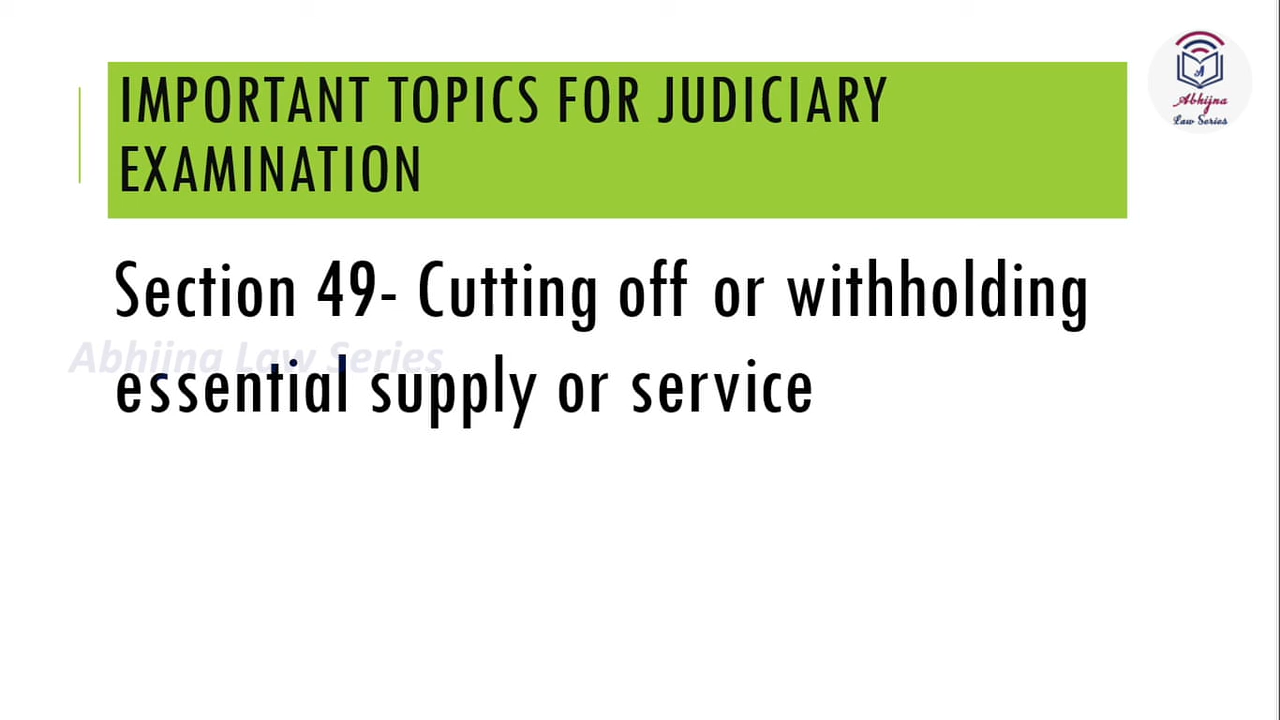 IMPORTANT TOPICS FOR JUDICIARY
EXAMINATION
A
Abhijna
Law Series
Section 49- Cutting off or withholding
Abhijna Law Series
essential supply or service